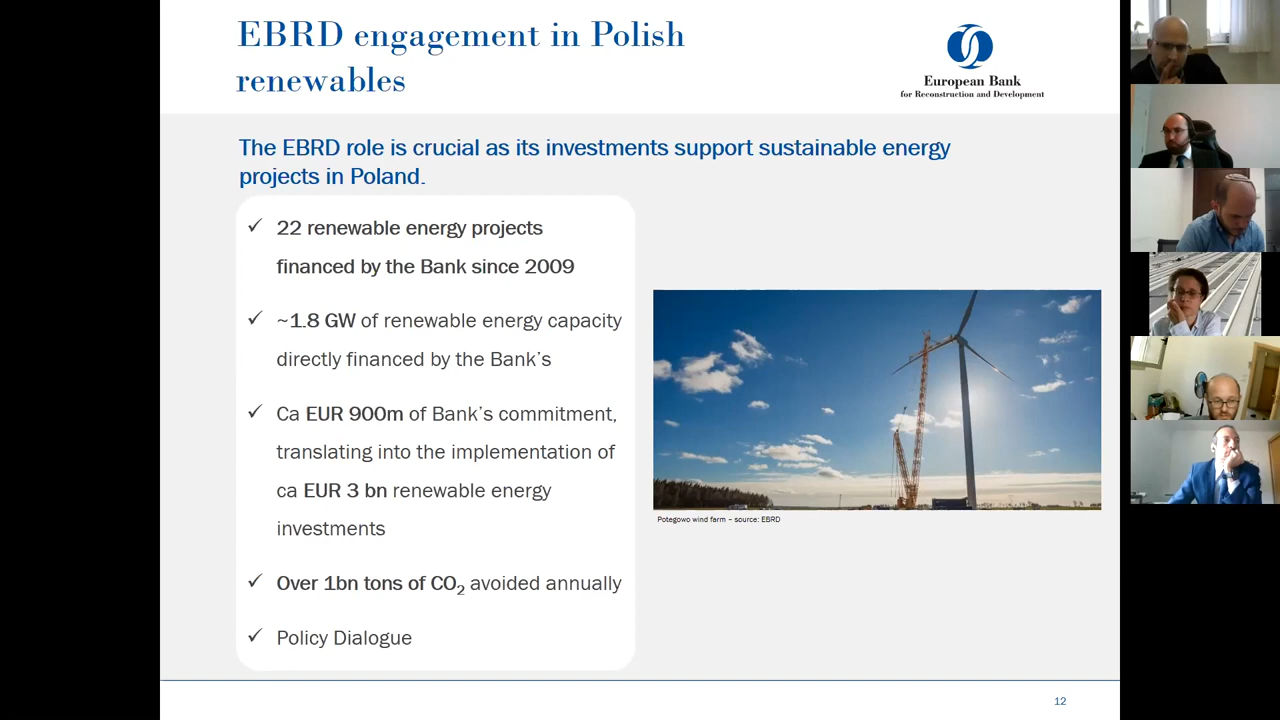 EBRD engagement in Polish
renewables
European Bank
for Reconstruction and Development
The EBRD role is crucial as its investments support sustainable energy
projects in Poland.
✓ 22 renewable energy projects
financed by the Bank since 2009
✓ ~1.8 GW of renewable energy capacity
directly financed by the Bank's
✓ Ca EUR 900m of Bank's commitment,
translating into the implementation of
ca EUR 3 bn renewable energy
investments
✓ Over 1bn tons of CO₂ avoided annually
✓ Policy Dialogue
Potegowo wind farm – source: EBRD
12